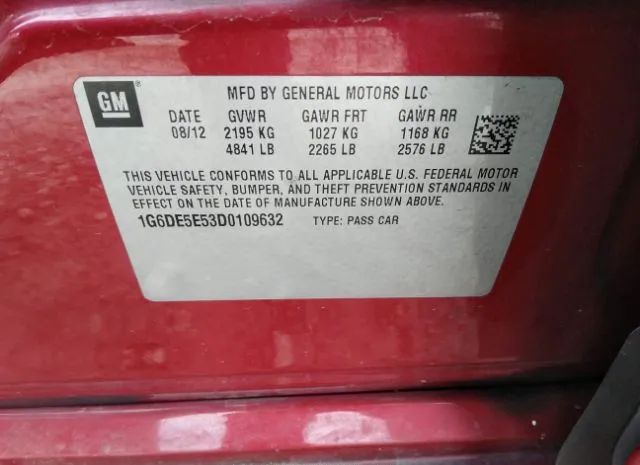 GM ®
MFD BY GENERAL MOTORS LLC
DATE GVWR GAWR FRT GAWR RR
08/12 2195 KG 1027 KG 1168 KG
4841 LB 2265 LB 2576 LB
THIS VEHICLE CONFORMS TO ALL APPLICABLE U.S. FEDERAL MOTOR
VEHICLE SAFETY, BUMPER, AND THEFT PREVENTION STANDARDS IN
EFFECT ON THE DATE OF MANUFACTURE SHOWN ABOVE.
1G6DE5E53D0109632 TYPE: PASS CAR